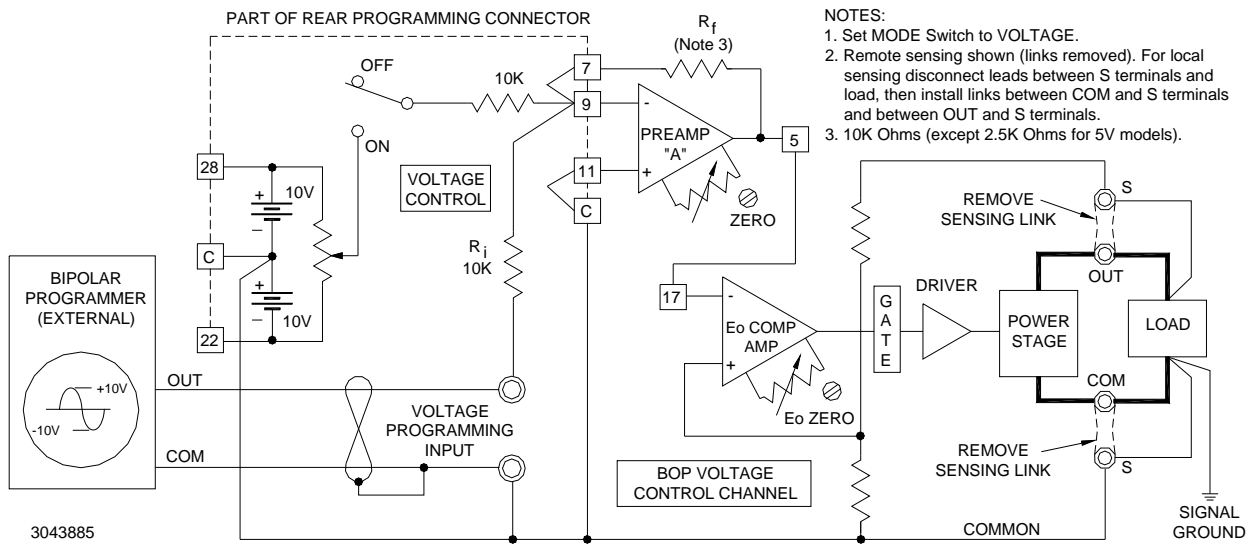 PART OF REAR PROGRAMMING CONNECTOR
OFF
10K
ON
28
10V
+
–
C
10V
+
–
22
VOLTAGE
CONTROL
Ri
10K
7
9
11
C
Rf
(Note 3)
-
+
PREAMP
"A"
ZERO
5
17
NOTES:
1. Set MODE Switch to VOLTAGE.
2. Remote sensing shown (links removed). For local
sensing disconnect leads between S terminals and
load, then install links between COM and S terminals
and between OUT and S terminals.
3. 10K Ohms (except 2.5K Ohms for 5V models).
BIPOLAR
PROGRAMMER
(EXTERNAL)
+10V
-10V
OUT
COM
VOLTAGE
PROGRAMMING
INPUT
-
+
Eo COMP
AMP
Eo ZERO
GATE
DRIVER
POWER
STAGE
REMOVE
SENSING LINK
S
OUT
LOAD
COM
REMOVE
SENSING LINK
S
BOP VOLTAGE
CONTROL CHANNEL
COMMON
SIGNAL
GROUND
3043885